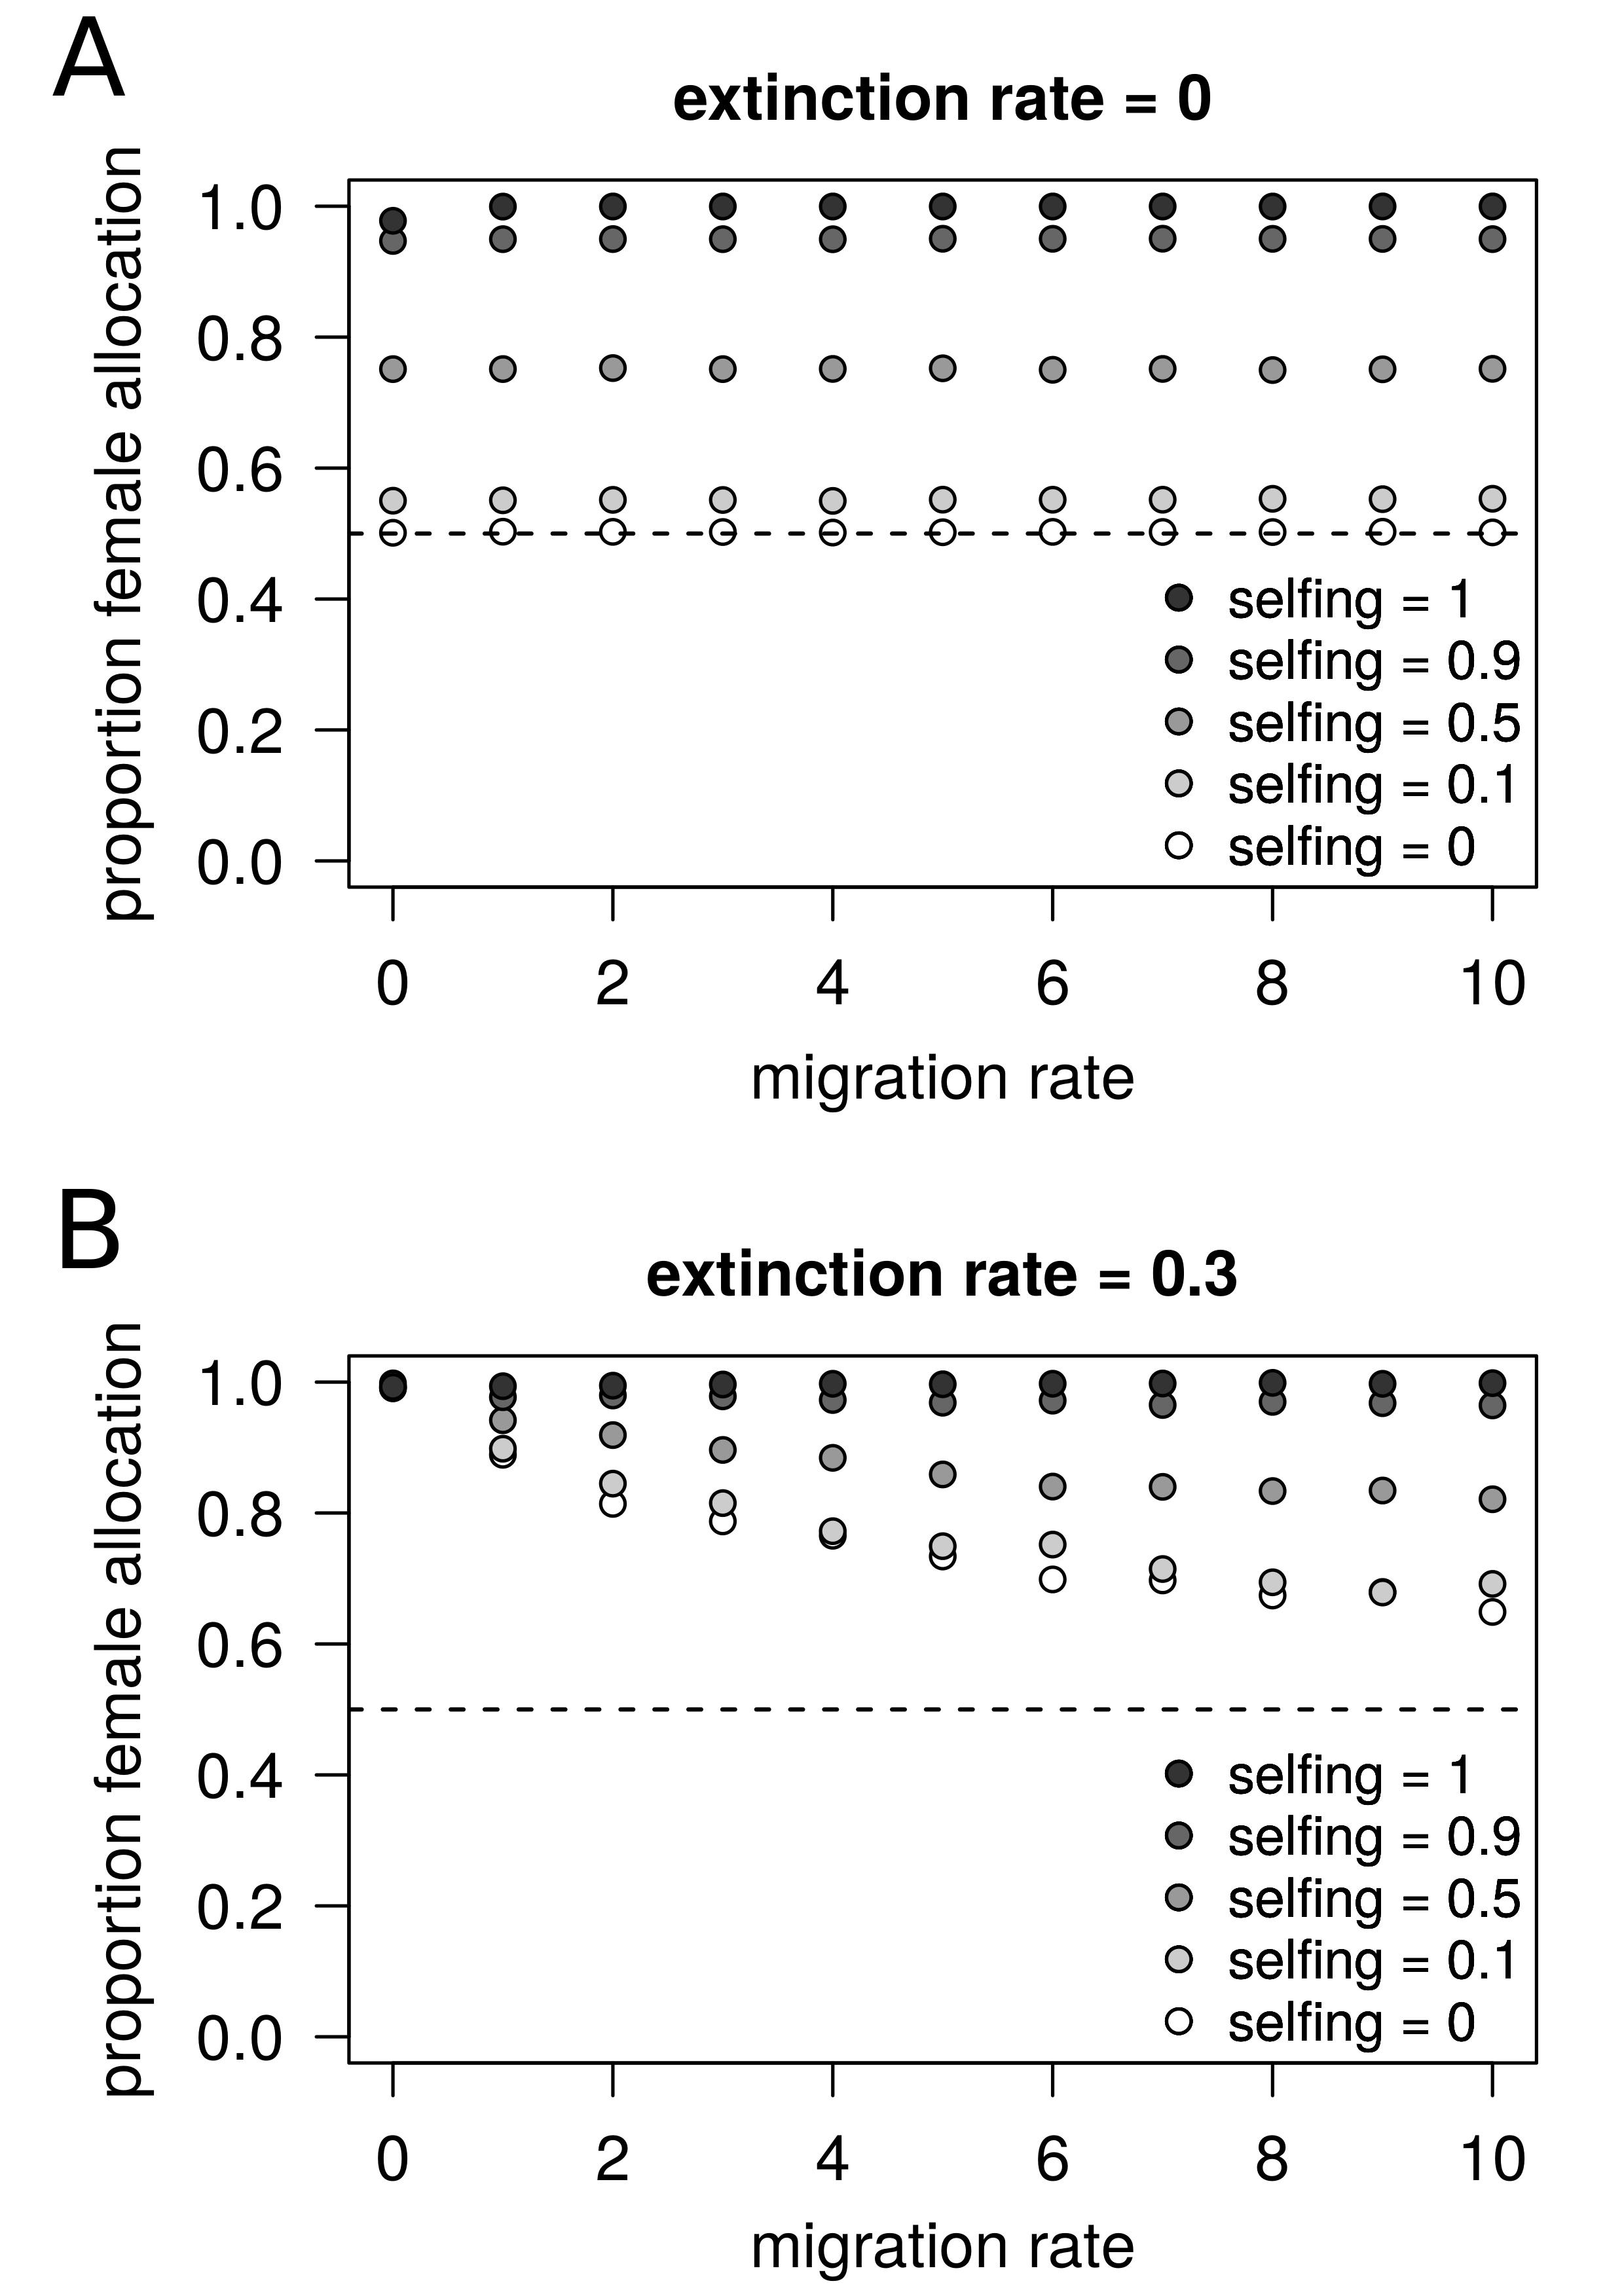 A
extinction rate = 0
proportion female allocation
1.0
0.8
0.6
0.4
0.2
0.0
selfing = 1
selfing = 0.9
selfing = 0.5
selfing = 0.1
selfing = 0
0 2 4 6 8 10
migration rate
B
extinction rate = 0.3
proportion female allocation
1.0
0.8
0.6
0.4
0.2
0.0
selfing = 1
selfing = 0.9
selfing = 0.5
selfing = 0.1
selfing = 0
0 2 4 6 8 10
migration rate